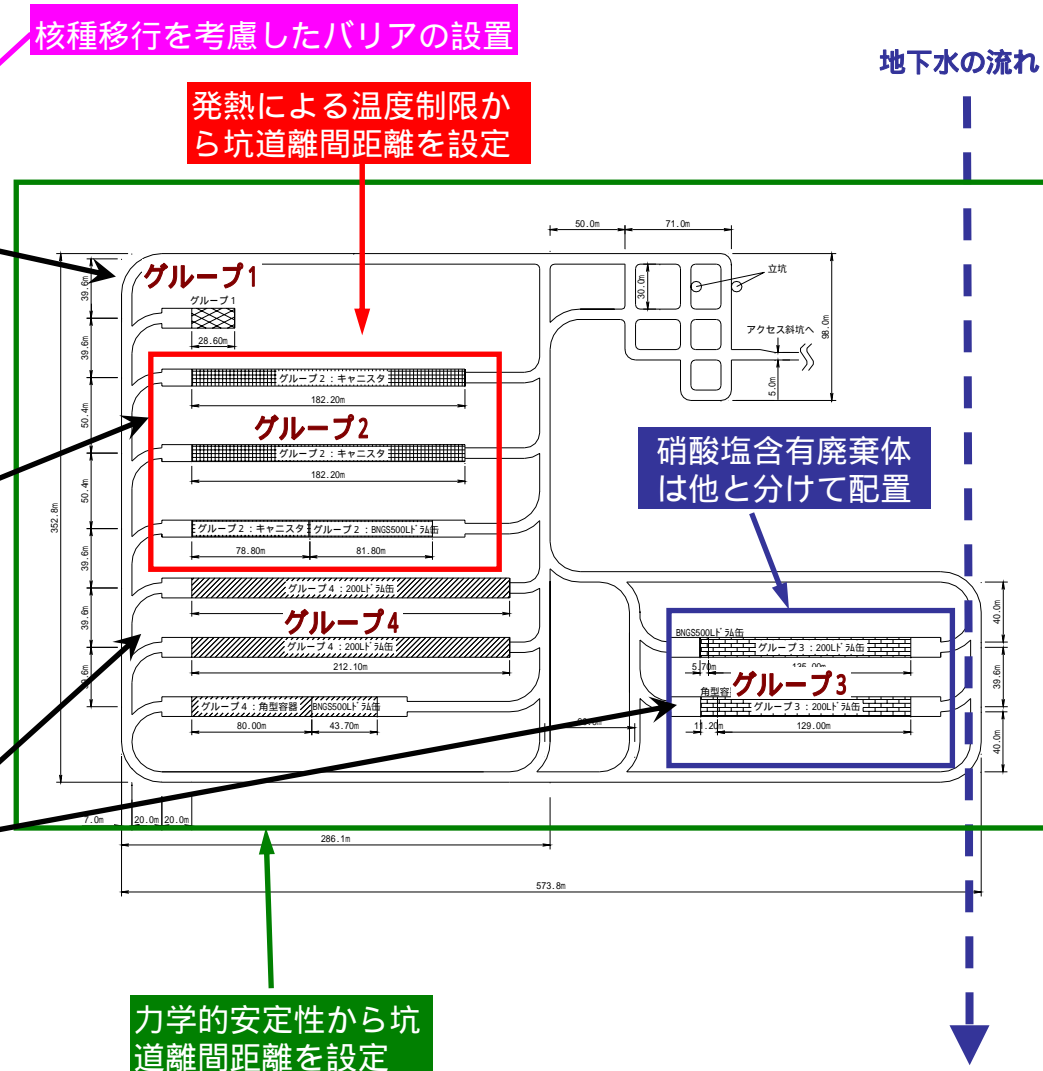 核種移行を考慮したバリアの設置
地下水の流れ
発熱による温度制限か
ら坑道離間距離を設定
50.0m
71.0m
39.6m
グループ1
グループ1
28.60m
30.0m
立坑
アクセス斜坑へ
98.0m
5.0m
39.6m
グループ2：キャニスタ
182.20m
50.4m
グループ2
グループ2：キャニスタ
182.20m
硝酸塩含有廃棄体
は他と分けて配置
50.4m
352.8m
グループ2：キャニスタ
グループ2：BNGS500Lドラム缶
78.80m
81.80m
39.6m
グループ4：200Lドラム缶
グループ4
39.6m
グループ4：200Lドラム缶
212.10m
39.6m
グループ4：角型容器
BNGS500Lドラム缶
80.00m
43.70m
40.0m
BNGS500Lドラム缶
グループ3：200Lドラム缶
5.70m
135.00m
グループ3
39.6m
グループ3：200Lドラム缶
11.20m
129.00m
40.0m
7.0m
20.0m
20.0m
286.1m
573.8m
力学的安定性から坑
道離間距離を設定